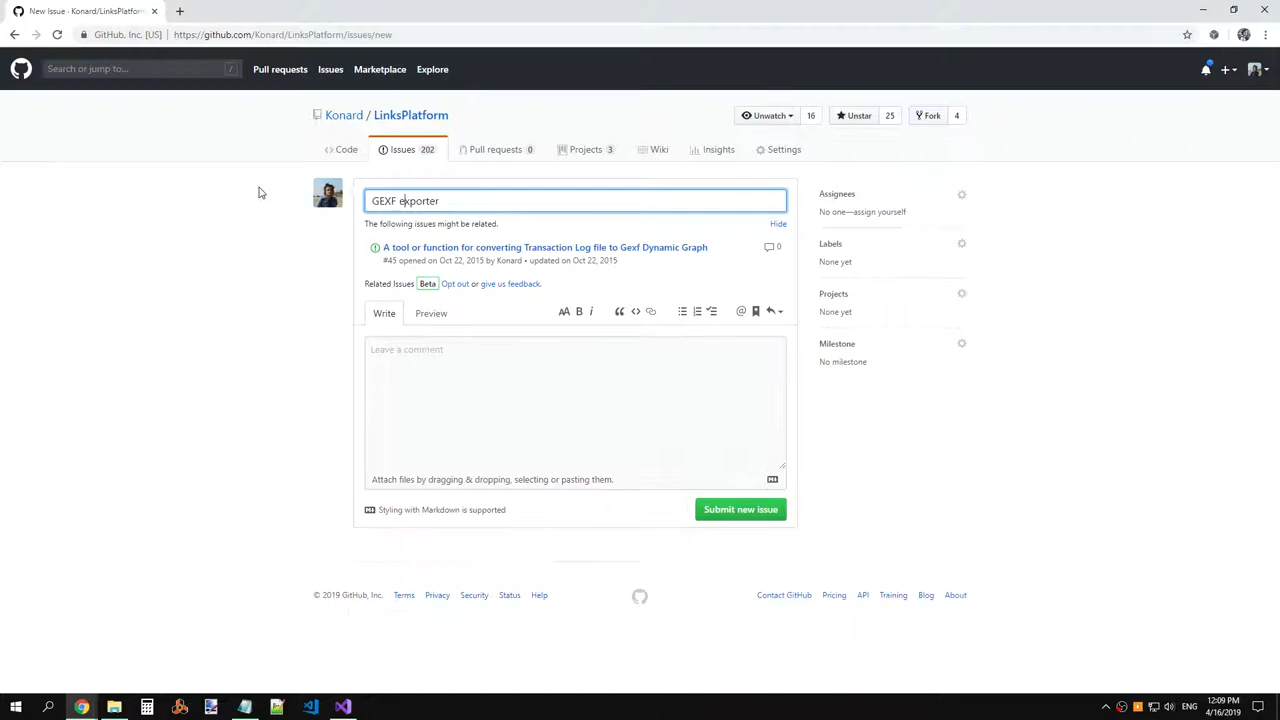 New Issue · Konard/LinksPlatform
GitHub, Inc. [US] | https://github.com/Konard/LinksPlatform/issues/new
Search or jump to... / Pull requests Issues Marketplace Explore
Konard / LinksPlatform Unwatch 16 Unstar 25 Fork 4
Code Issues 202 Pull requests 0 Projects 3 Wiki Insights Settings
GEXF exporter
The following issues might be related. Hide
A tool or function for converting Transaction Log file to Gexf Dynamic Graph 0
#45 opened on Oct 22, 2015 by Konard • updated on Oct 22, 2015
Related Issues Beta Opt out or give us feedback.
Write Preview
Leave a comment
Attach files by dragging & dropping, selecting or pasting them.
Styling with Markdown is supported Submit new issue
Assignees
No one—assign yourself
Labels
None yet
Projects
None yet
Milestone
No milestone
© 2019 GitHub, Inc. Terms Privacy Security Status Help Contact GitHub Pricing API Training Blog About
ENG
12:09 PM
4/16/2019